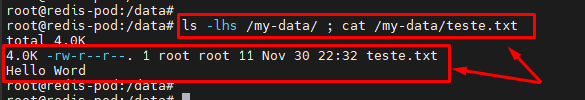 root@redis-pod:/data#
root@redis-pod:/data# ls -lhs /my-data/ ; cat /my-data/teste.txt
total 4.0K
4.0K -rw-r--r--. 1 root root 11 Nov 30 22:32 teste.txt
Hello Word
root@redis-pod:/data#
root@redis-pod:/data#